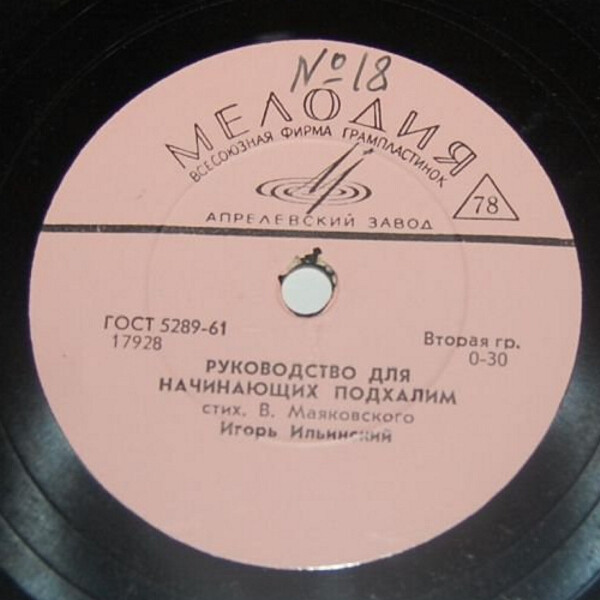 №18
МЕЛОДИЯ
ВСЕСОЮЗНАЯ ФИРМА ГРАМПЛАСТИНОК
АПРЕЛЕВСКИЙ ЗАВОД
78
ГОСТ 5289-61
17928
Вторая гр.
0-30
РУКОВОДСТВО ДЛЯ
НАЧИНАЮЩИХ ПОДХАЛИМ
стих. В. Маяковского
Игорь Ильинский